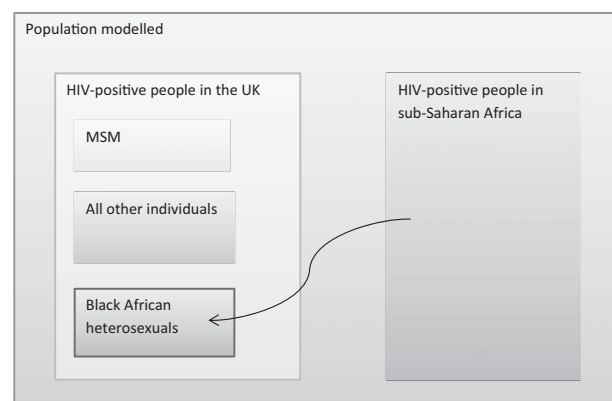 Population modelled
HIV-positive people in the UK
MSM
All other individuals
Black African
heterosexuals
HIV-positive people in
sub-Saharan Africa